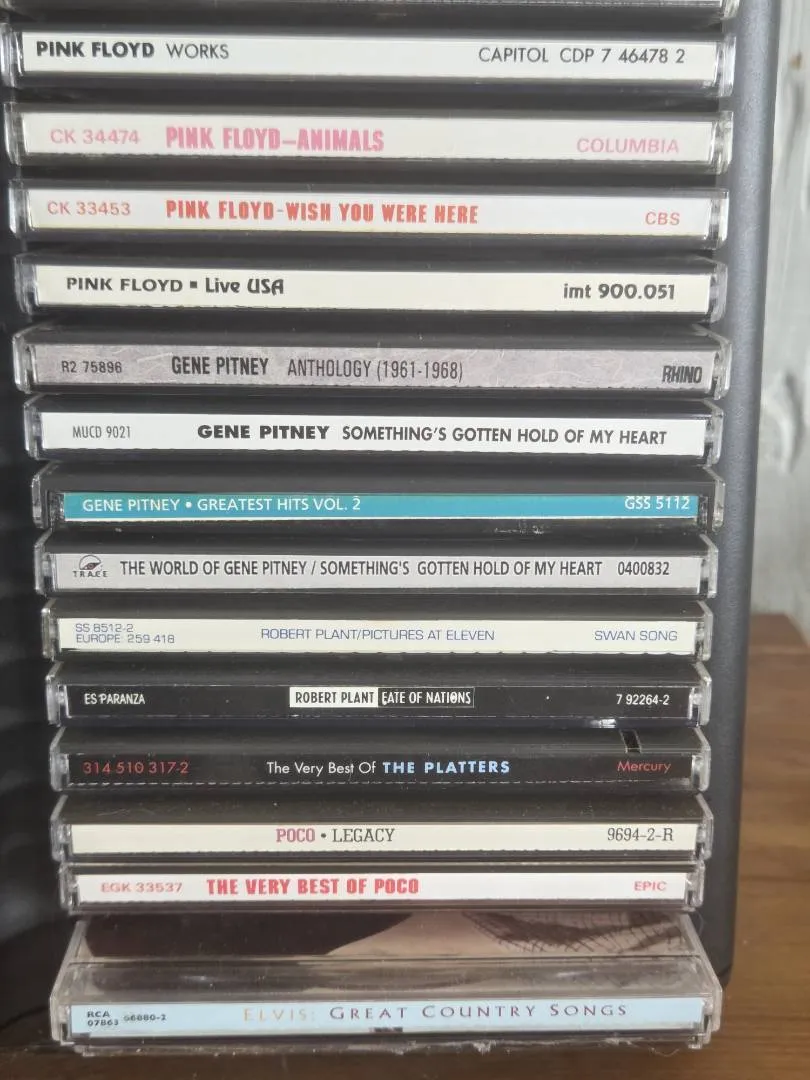 PINK FLOYD WORKS CAPITOL CDP 7 46478 2
CK 34474 PINK FLOYD–ANIMALS COLUMBIA
CK 33453 PINK FLOYD-WISH YOU WERE HERE CBS
PINK FLOYD ▪ Live USA imt 900.051
R2 75896 GENE PITNEY ANTHOLOGY (1961-1968) RHINO
MUCD 9021 GENE PITNEY SOMETHING'S GOTTEN HOLD OF MY HEART
GENE PITNEY • GREATEST HITS VOL. 2 GSS 5112
TRACE THE WORLD OF GENE PITNEY / SOMETHING'S GOTTEN HOLD OF MY HEART 0400832
SS 8512-2
EUROPE: 259 418 ROBERT PLANT/PICTURES AT ELEVEN SWAN SONG
ES PARANZA ROBERT PLANT FATE OF NATIONS 7 92264-2
314 510 317-2 The Very Best Of THE PLATTERS Mercury
POCO • LEGACY 9694-2-R
EGK 33537 THE VERY BEST OF POCO EPIC
RCA
07863 66880-2 ELVIS: GREAT COUNTRY SONGS